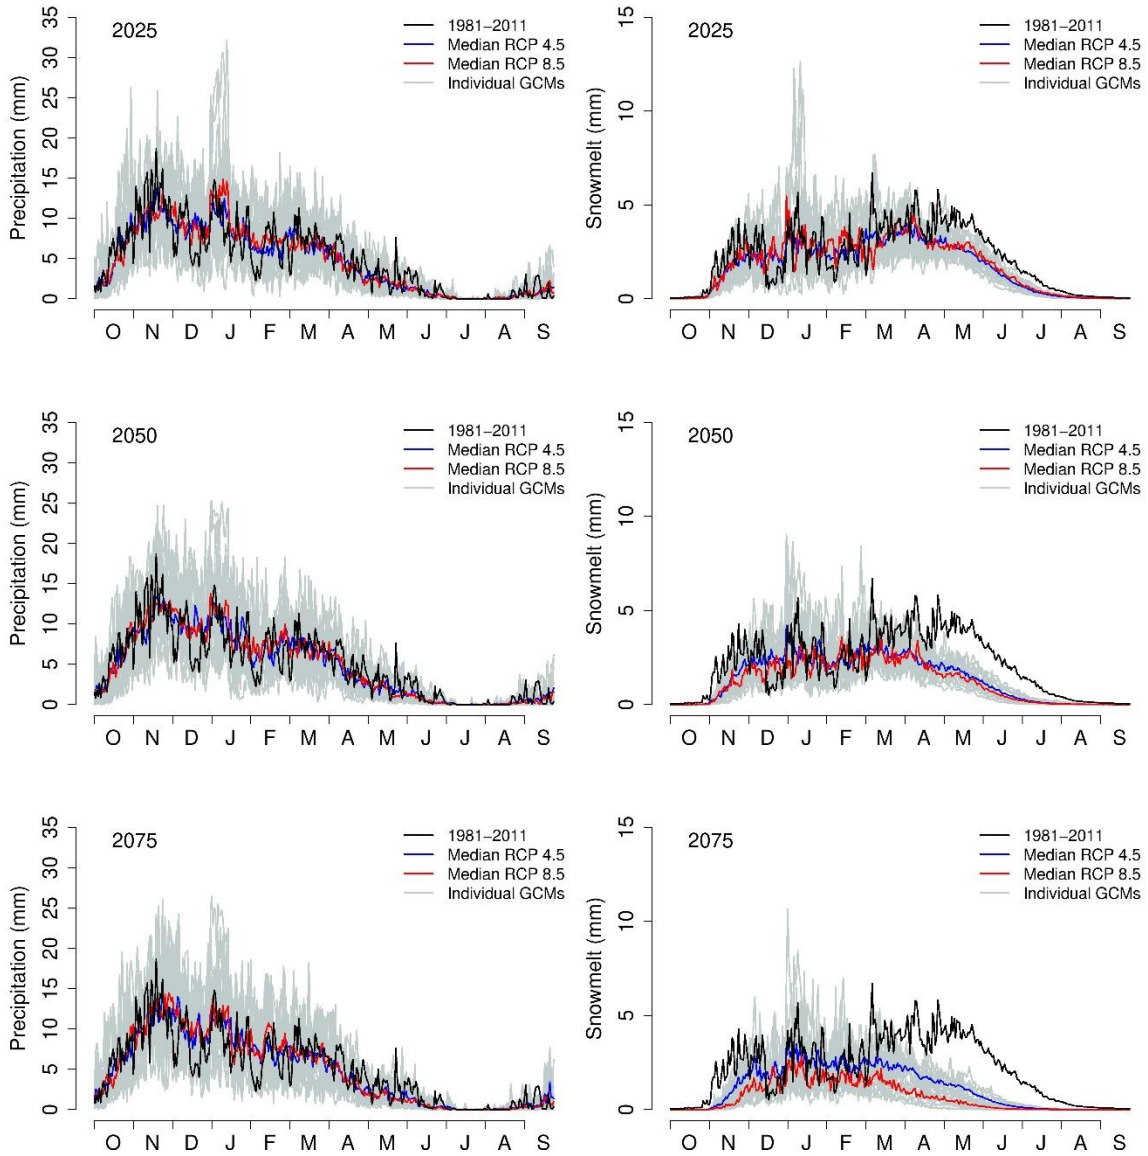 2025
1981−2011
Median RCP 4.5
Median RCP 8.5
Individual GCMs
Precipitation (mm)
35
30
25
20
15
10
5
0
O N D J F M A M J J A S
2025
1981−2011
Median RCP 4.5
Median RCP 8.5
Individual GCMs
Snowmelt (mm)
15
10
5
0
O N D J F M A M J J A S
2050
1981−2011
Median RCP 4.5
Median RCP 8.5
Individual GCMs
Precipitation (mm)
35
30
25
20
15
10
5
0
O N D J F M A M J J A S
2050
1981−2011
Median RCP 4.5
Median RCP 8.5
Individual GCMs
Snowmelt (mm)
15
10
5
0
O N D J F M A M J J A S
2075
1981−2011
Median RCP 4.5
Median RCP 8.5
Individual GCMs
Precipitation (mm)
35
30
25
20
15
10
5
0
O N D J F M A M J J A S
2075
1981−2011
Median RCP 4.5
Median RCP 8.5
Individual GCMs
Snowmelt (mm)
15
10
5
0
O N D J F M A M J J A S